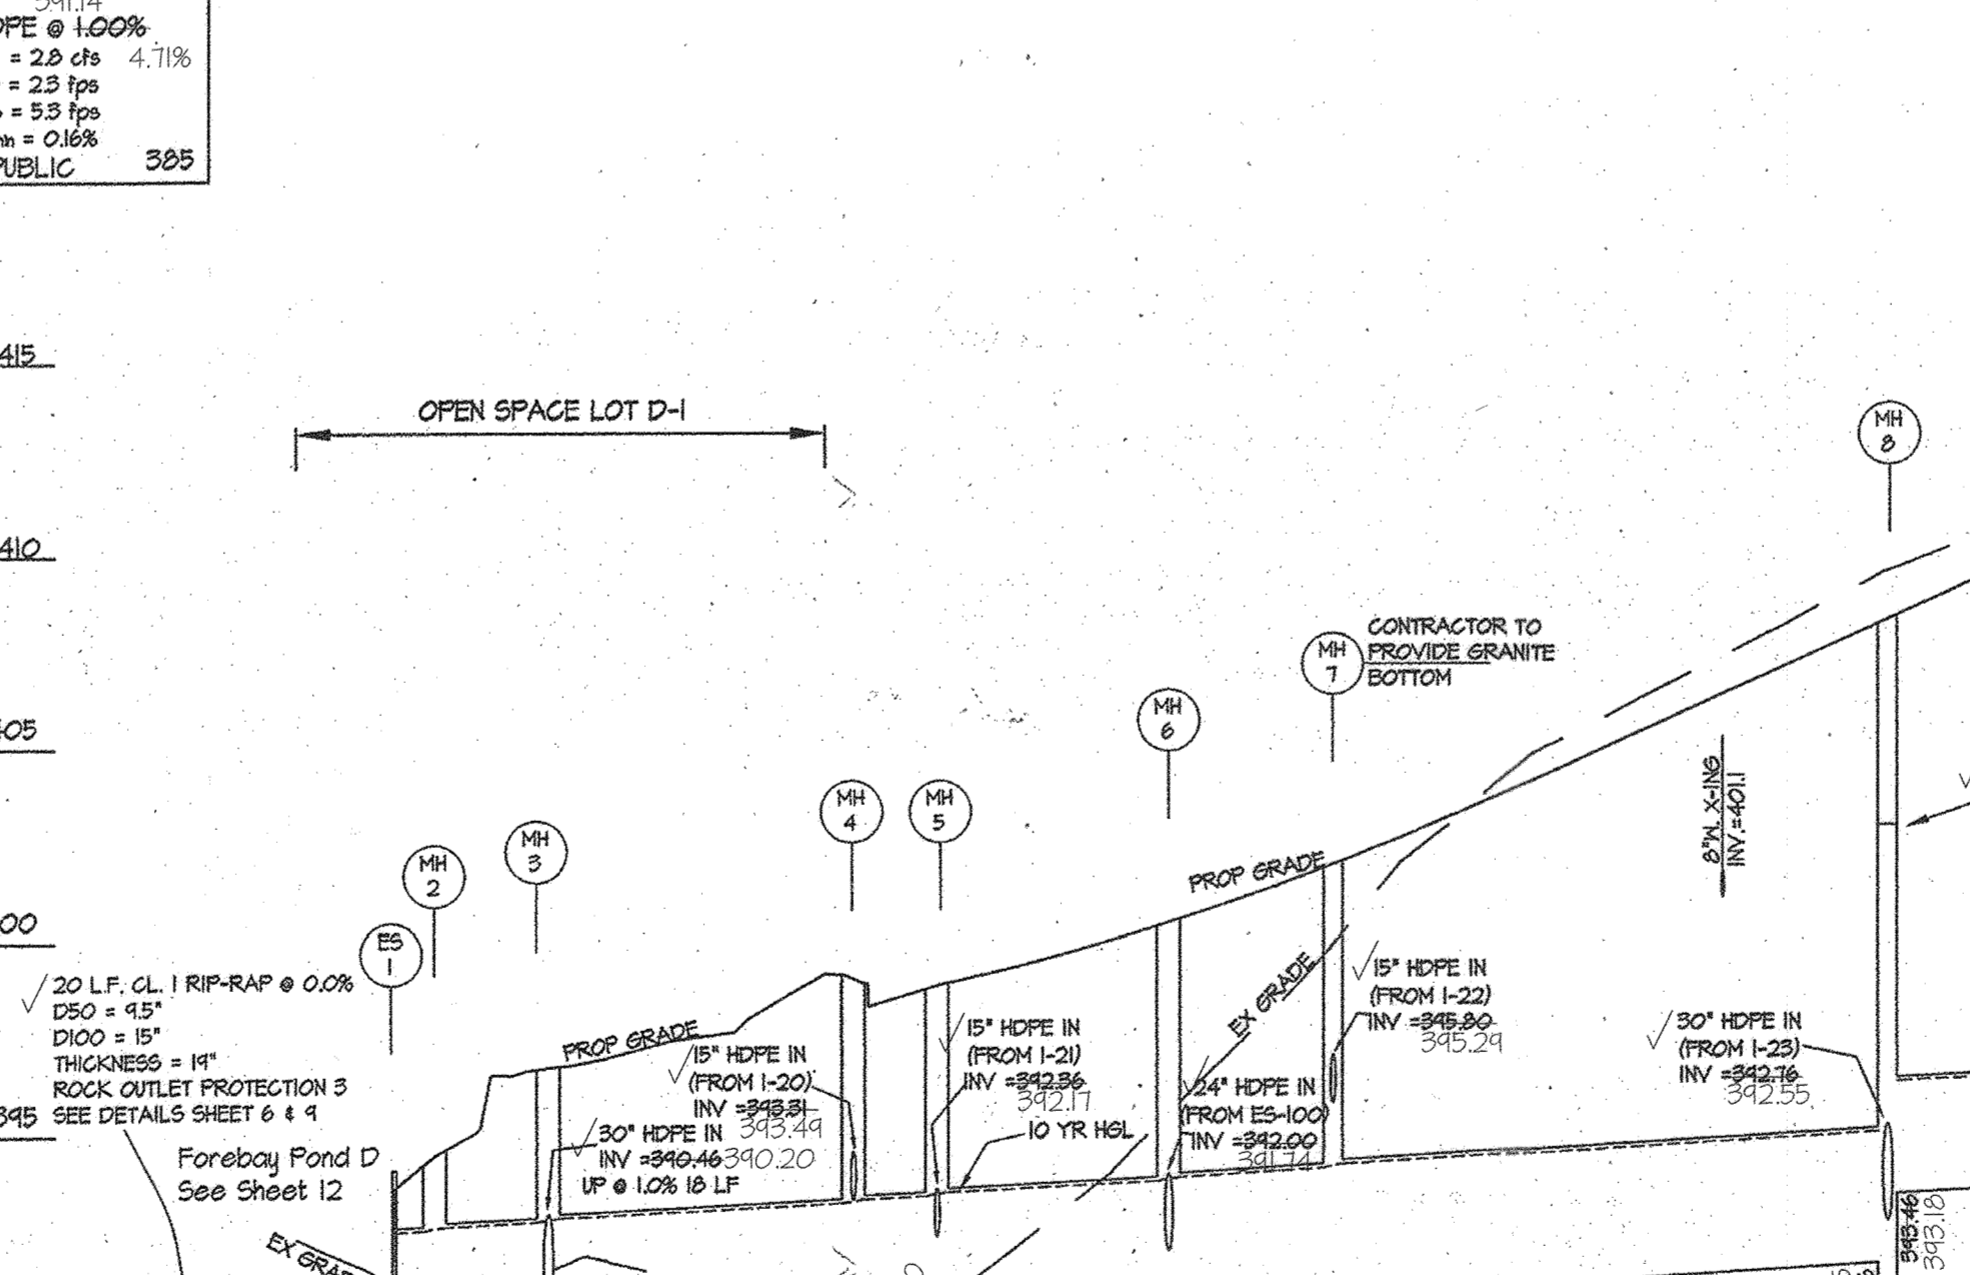 391.14
OPE @ 1.00%
= 2.8 cfs 4.71%
= 2.3 fps
= 5.3 fps
= 0.16%
PUBLIC 385
415
OPEN SPACE LOT D-1
MH
8
410
CONTRACTOR TO
PROVIDE GRANITE
BOTTOM
MH
7
MH
6
05
8"W. X-ING
INV.=401.1
MH
4
MH
5
MH
3
MH
2
PROP GRADE
00
ES
1
20 L.F. CL. 1 RIP-RAP @ 0.0%
D50 = 9.5"
D100 = 15"
THICKNESS = 19"
ROCK OUTLET PROTECTION 3
SEE DETAILS SHEET 6 & 9
395
Forebay Pond D
See Sheet 12
EX GRA
PROP GRADE
30" HDPE IN
INV =390.46 390.20
UP @ 1.0% 18 LF
15" HDPE IN
(FROM I-20)
INV =393.31
393.49
15" HDPE IN
(FROM I-21)
INV =392.36
392.17
10 YR HGL
EX GRADE
24" HDPE IN
(FROM ES-100)
INV =392.00
391.74
15" HDPE IN
(FROM I-22)
INV =395.80
395.29
30" HDPE IN
(FROM I-23)
INV =392.76
392.55
393.46
393.18